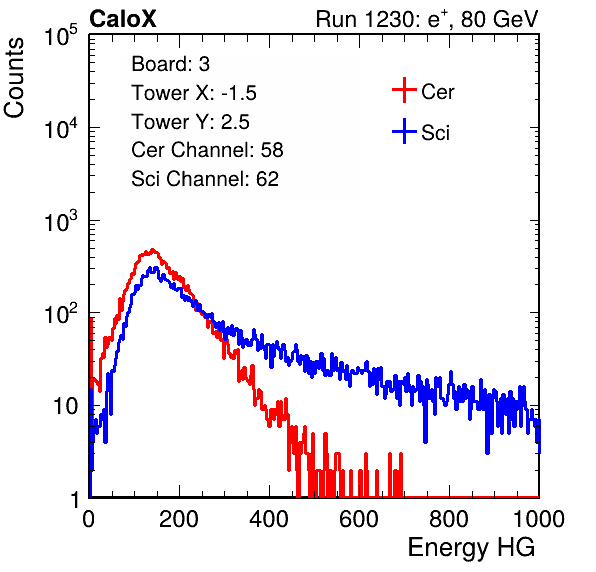 CaloX Run 1230: e⁺, 80 GeV
Counts
10⁵
10⁴
10³
10²
10
1
Board: 3
Tower X: -1.5
Tower Y: 2.5
Cer Channel: 58
Sci Channel: 62
Cer
Sci
0 200 400 600 800 1000
Energy HG